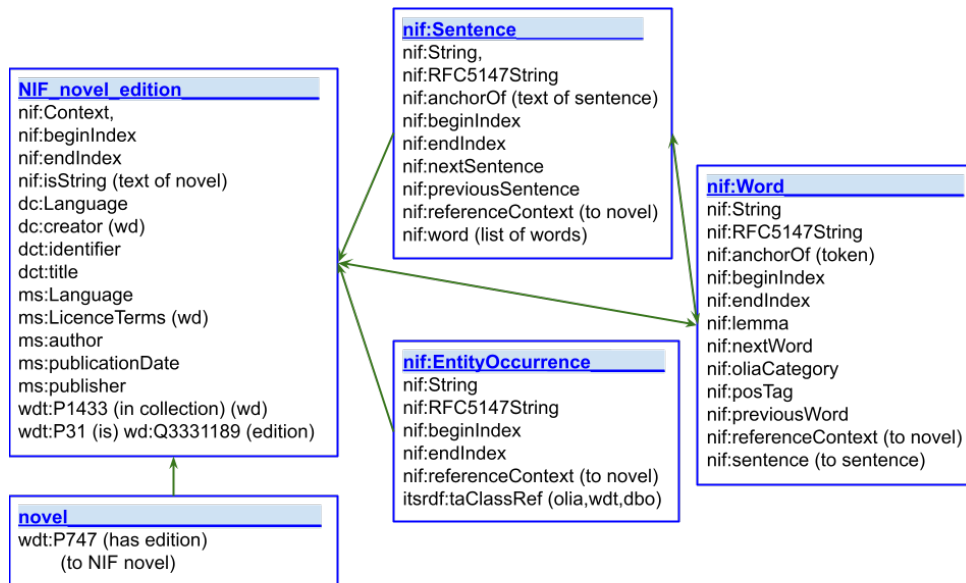 NIF_novel_edition
nif:Context,
nif:beginIndex
nif:endIndex
nif:isString (text of novel)
dc:Language
dc:creator (wd)
dct:identifier
dct:title
ms:Language
ms:LicenceTerms (wd)
ms:author
ms:publicationDate
ms:publisher
wdt:P1433 (in collection) (wd)
wdt:P31 (is) wd:Q3331189 (edition)
novel
wdt:P747 (has edition)
(to NIF novel)
nif:Sentence
nif:String,
nif:RFC5147String
nif:anchorOf (text of sentence)
nif:beginIndex
nif:endIndex
nif:nextSentence
nif:previousSentence
nif:referenceContext (to novel)
nif:word (list of words)
nif:EntityOccurrence
nif:String
nif:RFC5147String
nif:beginIndex
nif:endIndex
nif:referenceContext (to novel)
itsrdf:taClassRef (olia,wdt,dbo)
nif:Word
nif:String
nif:RFC5147String
nif:anchorOf (token)
nif:beginIndex
nif:endIndex
nif:lemma
nif:nextWord
nif:oliaCategory
nif:posTag
nif:previousWord
nif:referenceContext (to novel)
nif:sentence (to sentence)